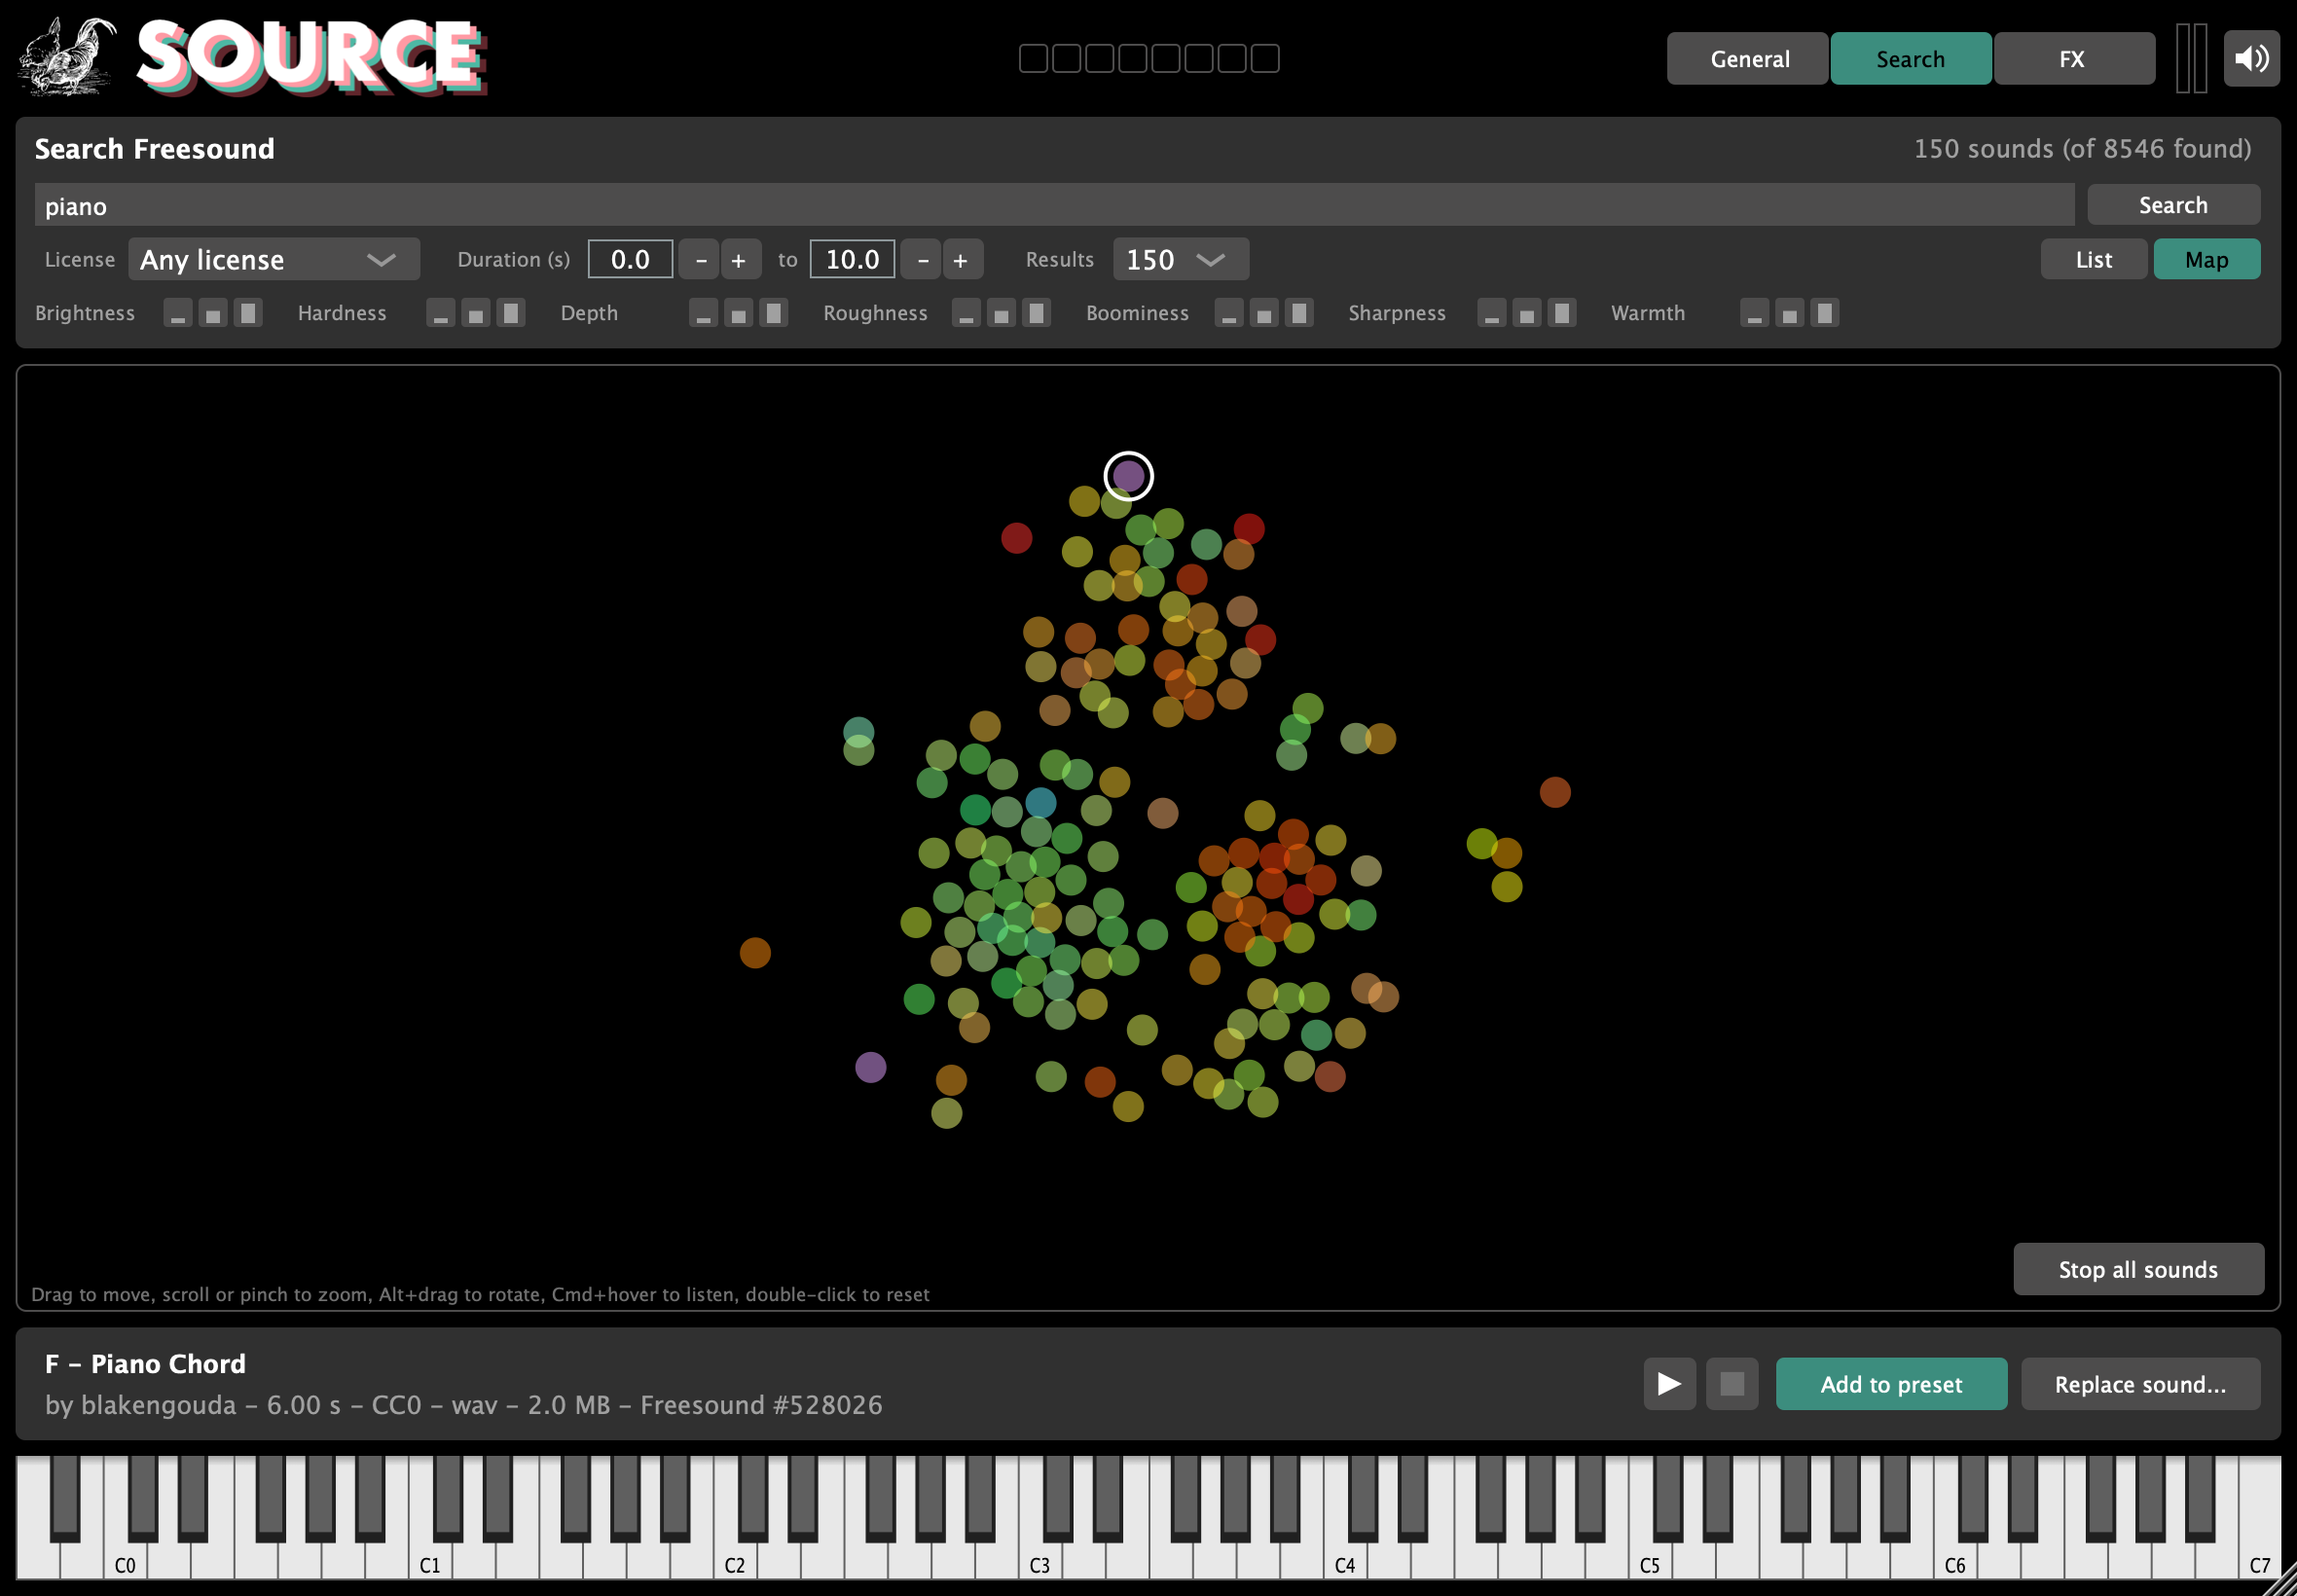 SOURCE
General Search FX
Search Freesound 150 sounds (of 8546 found)
piano Search
License Any license Duration (s) 0.0 - + to 10.0 - + Results 150 List Map
Brightness Hardness Depth Roughness Boominess Sharpness Warmth
Stop all sounds
Drag to move, scroll or pinch to zoom, Alt+drag to rotate, Cmd+hover to listen, double-click to reset
F - Piano Chord
by blakengouda - 6.00 s - CC0 - wav - 2.0 MB - Freesound #528026
Add to preset Replace sound...
C0 C1 C2 C3 C4 C5 C6 C7